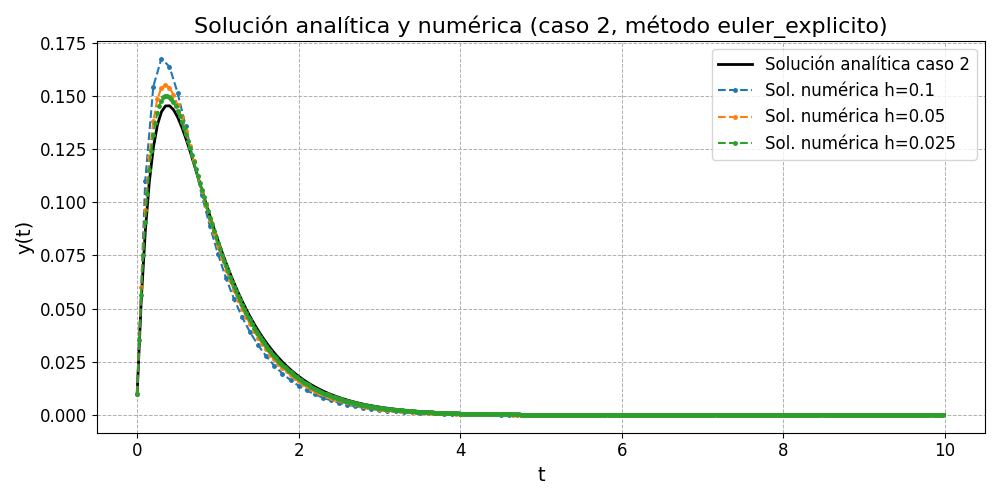 Solución analítica y numérica (caso 2, método euler_explicito)
0.175
0.150
0.125
0.100
0.075
0.050
0.025
0.000
y(t)
Solución analítica caso 2
Sol. numérica h=0.1
Sol. numérica h=0.05
Sol. numérica h=0.025
0 2 4 6 8 10
t